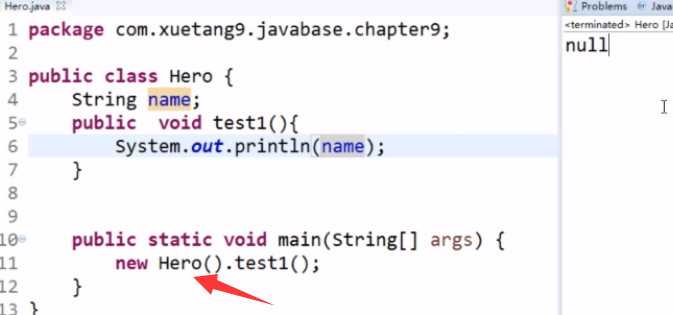 Hero.java
Problems Java
<terminated> Hero [Ja
null
1 package com.xuetang9.javabase.chapter9;
2
3 public class Hero {
4 String name;
5 public void test1(){
6 System.out.println(name);
7 }
8
9
10 public static void main(String[] args) {
11 new Hero().test1();
12 }
13 }